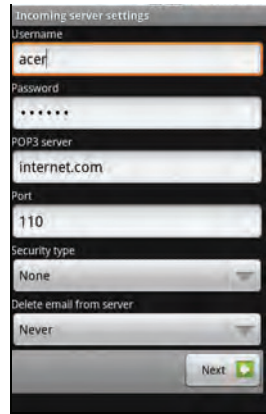 Incoming server settings
Username
acer
Password
••••••
POP3 server
internet.com
Port
110
Security type
None
Delete email from server
Never
Next